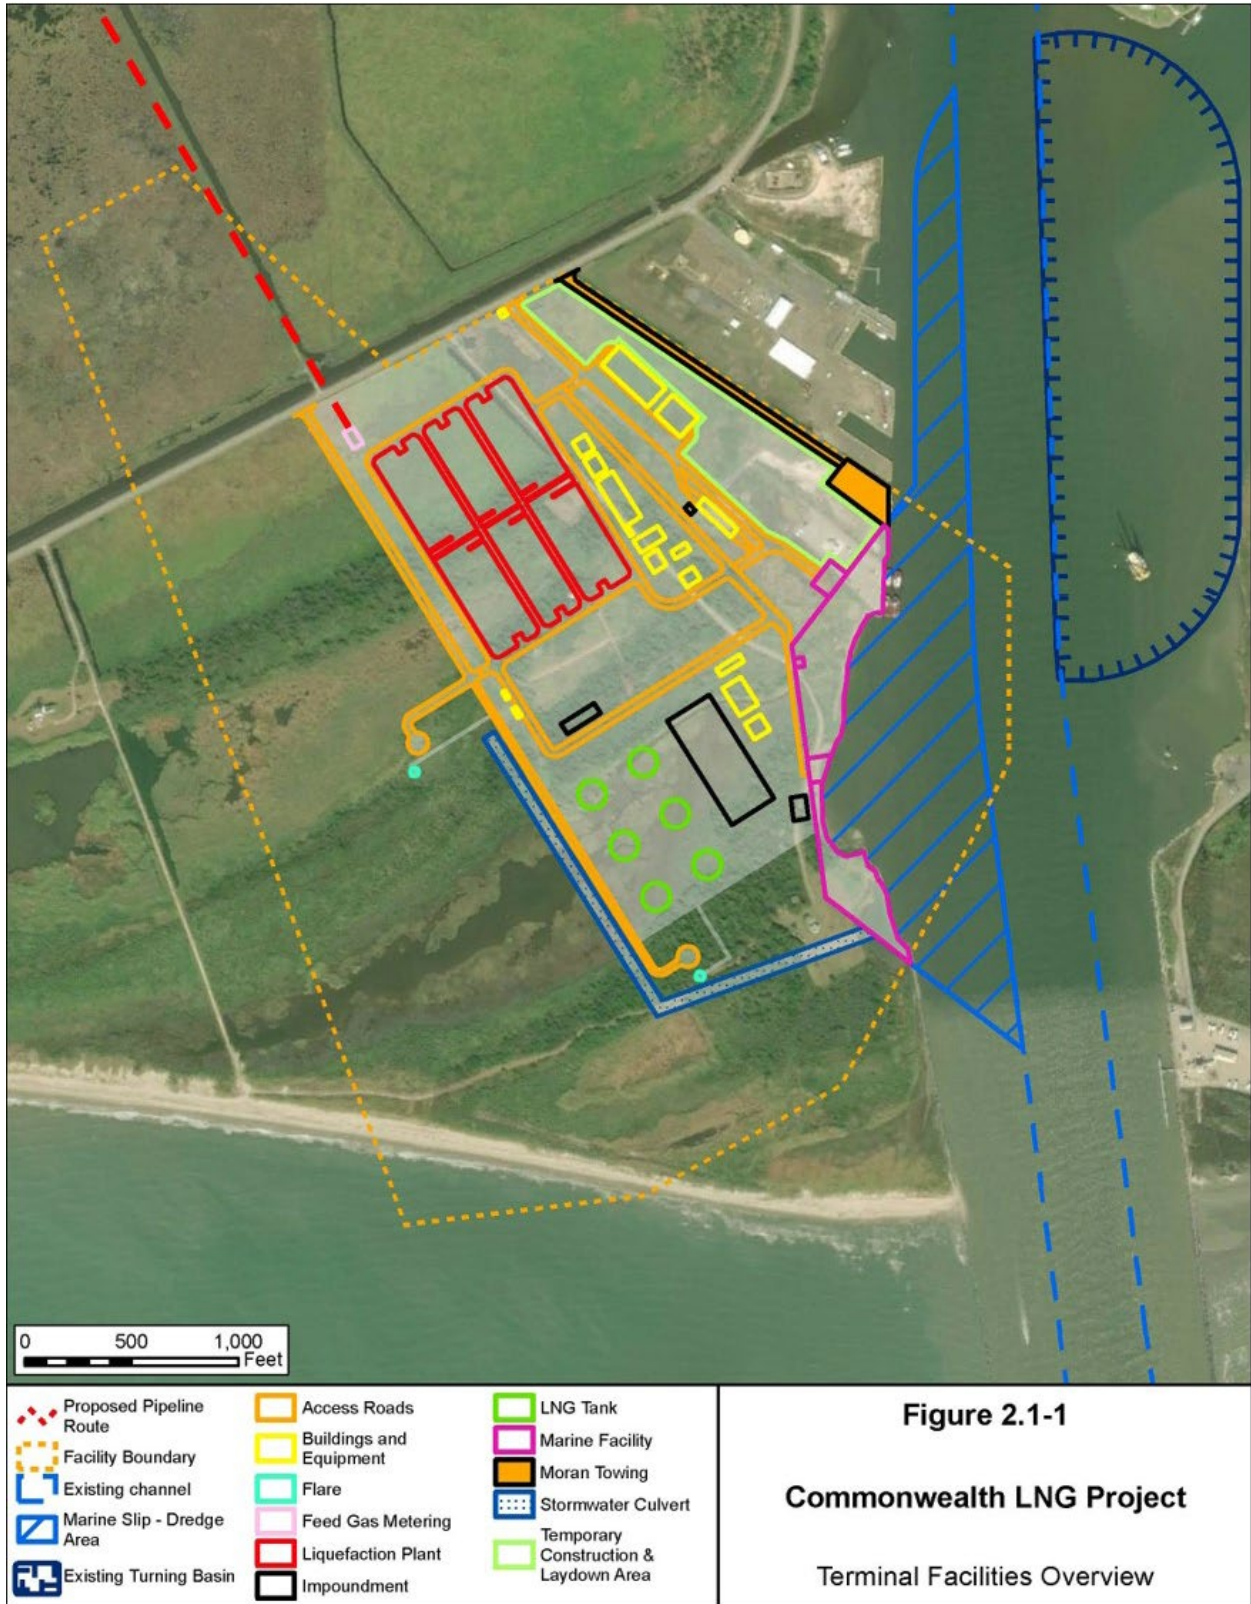 0 500 1,000
Feet
Proposed Pipeline
Route
Facility Boundary
Existing channel
Marine Slip - Dredge
Area
Existing Turning Basin
Access Roads
Buildings and
Equipment
Flare
Feed Gas Metering
Liquefaction Plant
Impoundment
LNG Tank
Marine Facility
Moran Towing
Stormwater Culvert
Temporary
Construction &
Laydown Area
Figure 2.1-1
Commonwealth LNG Project
Terminal Facilities Overview